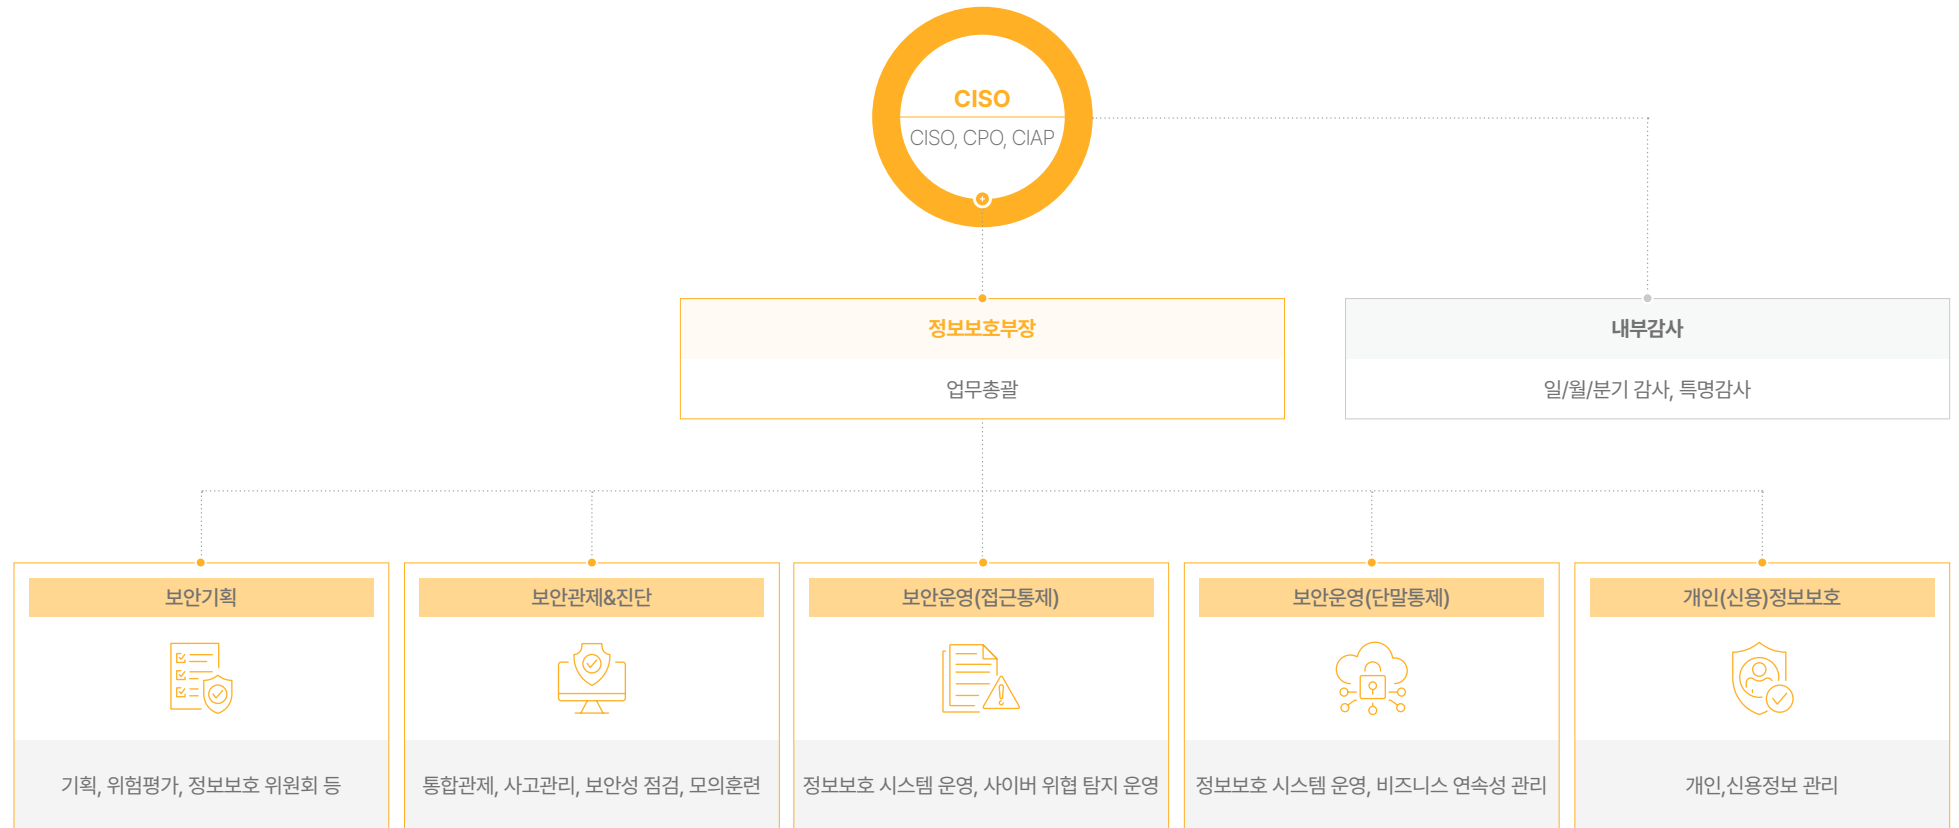 CISO
CISO, CPO, CIAP
정보보호부장
업무총괄
내부감사
일/월/분기 감사, 특명감사
보안기획
기획, 위험평가, 정보보호 위원회 등
보안관제&진단
통합관제, 사고관리, 보안성 점검, 모의훈련
보안운영(접근통제)
정보보호 시스템 운영, 사이버 위협 탐지 운영
보안운영(단말통제)
정보보호 시스템 운영, 비즈니스 연속성 관리
개인(신용)정보보호
개인,신용정보 관리